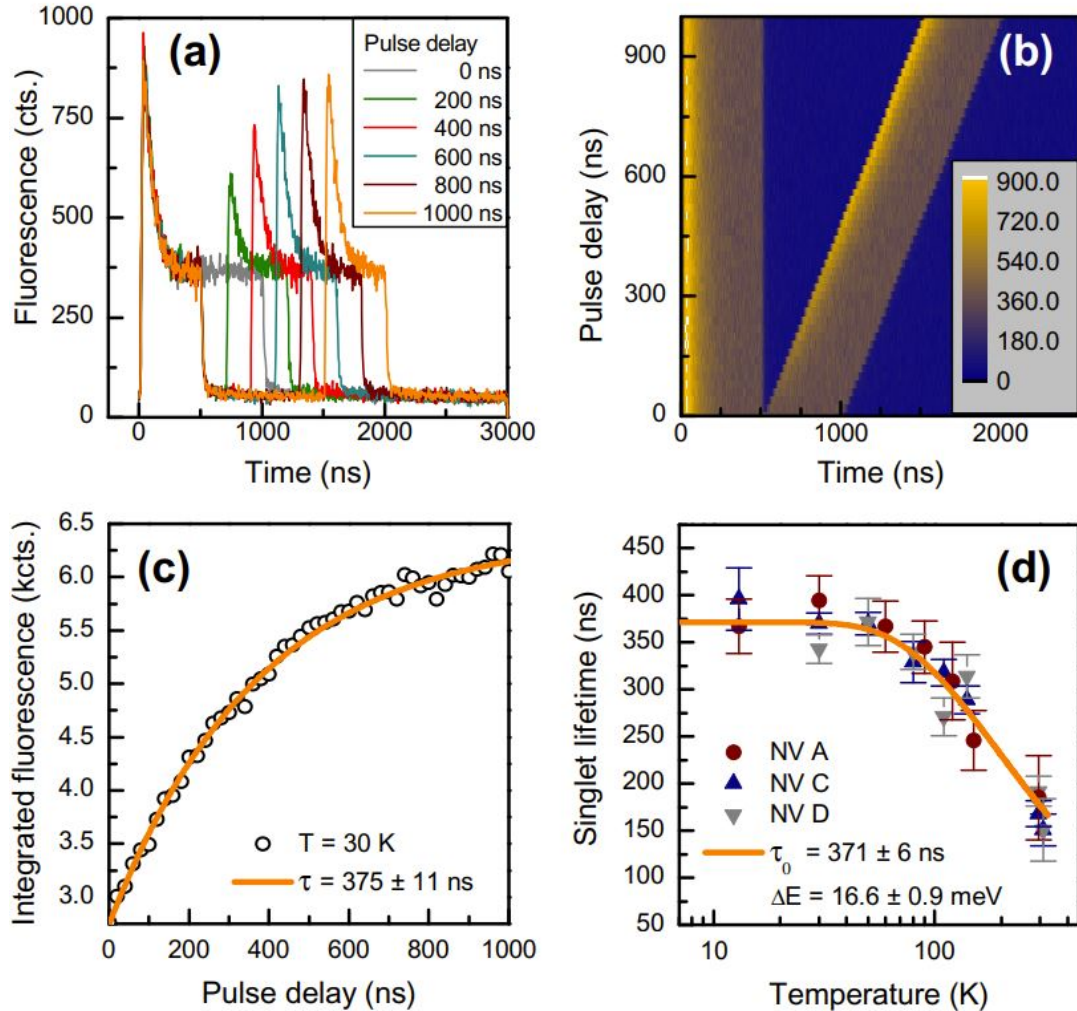 (a)
Fluorescence (cts.)
1000
750
500
250
0
Pulse delay
0 ns
200 ns
400 ns
600 ns
800 ns
1000 ns
0 1000 2000 3000
Time (ns)
(b)
Pulse delay (ns)
900
600
300
0
900.0
720.0
540.0
360.0
180.0
0
0 1000 2000
Time (ns)
(c)
Integrated fluorescence (kcts.)
6.5
6.0
5.5
5.0
4.5
4.0
3.5
3.0
T = 30 K
τ = 375 ± 11 ns
0 200 400 600 800 1000
Pulse delay (ns)
(d)
Singlet lifetime (ns)
450
400
350
300
250
200
150
100
50
NV A
NV C
NV D
τ0 = 371 ± 6 ns
ΔE = 16.6 ± 0.9 meV
10 100
Temperature (K)